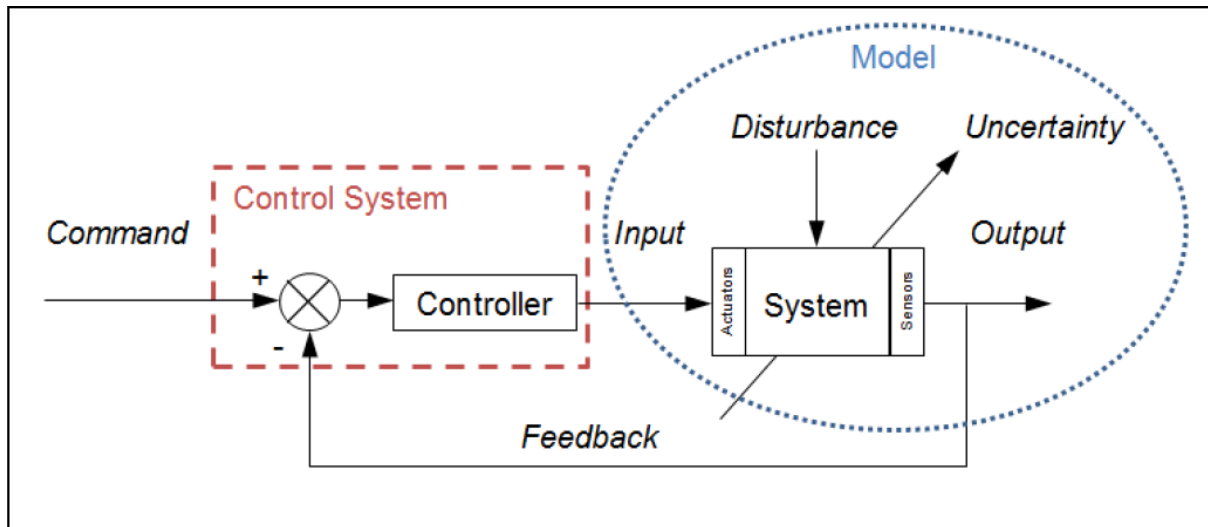 Model
Disturbance
Uncertainty
Control System
Command
Input
Output
+
Controller
Actuators
System
Sensors
-
Feedback